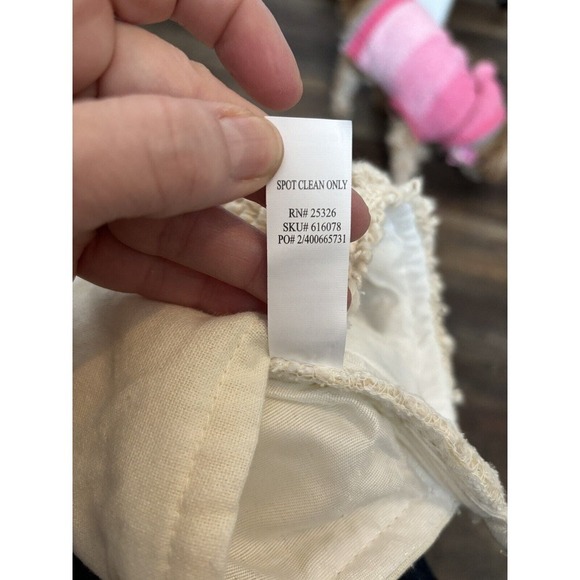 SPOT CLEAN ONLY
RN# 25326
SKU# 616078
PO# 2/400665731